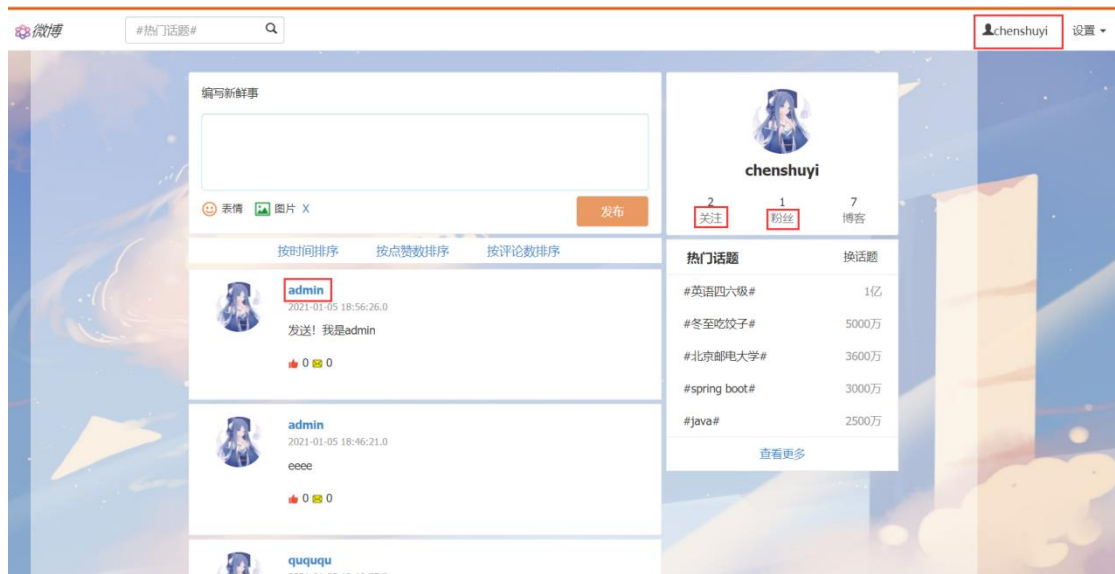 微博 #热门话题# chenshuyi 设置
编写新鲜事
表情 图片 X 发布
按时间排序 按点赞数排序 按评论数排序
admin
2021-01-05 18:56:26.0
发送！我是admin
0 0
admin
2021-01-05 18:46:21.0
eeee
0 0
quququ
chenshuyi
2 1 7
关注 粉丝 博客
热门话题 换话题
#英语四六级# 1亿
#冬至吃饺子# 5000万
#北京邮电大学# 3600万
#spring boot# 3000万
#java# 2500万
查看更多